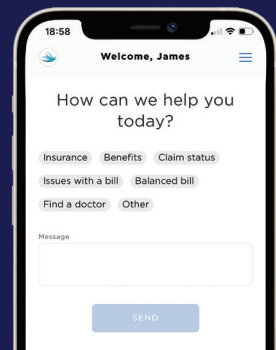 18:58
Welcome, James
How can we help you
today?
Insurance Benefits Claim status
Issues with a bill Balanced bill
Find a doctor Other
Message
SEND